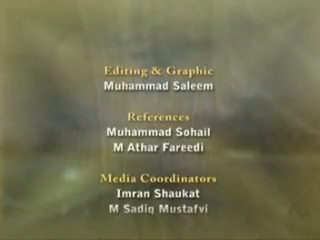 Editing & Graphic
Muhammad Saleem
References
Muhammad Sohail
M Athar Fareedi
Media Coordinators
Imran Shaukat
M Sadiq Mustafvi